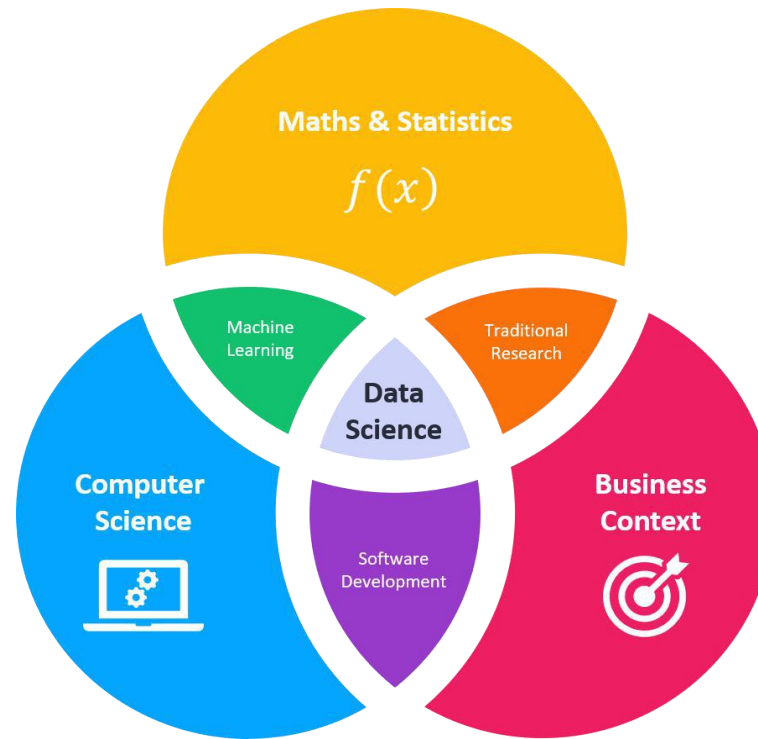 Maths & Statistics
f(x)
Machine
Learning
Traditional
Research
Data
Science
Computer
Science
Business
Context
Software
Development